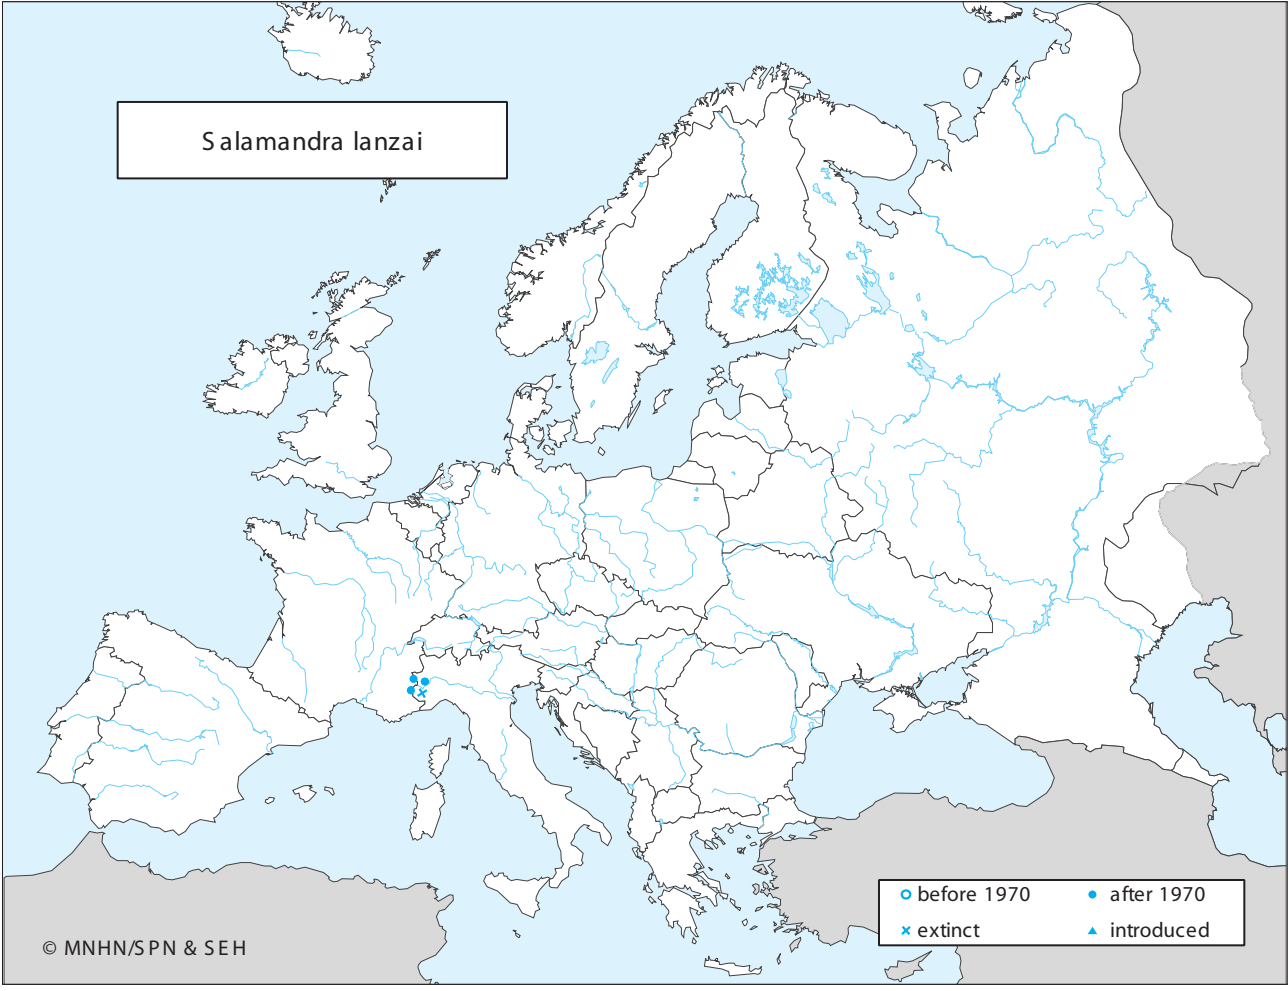 Salamandra lanzai
before 1970
after 1970
extinct
introduced
© MNHN/SPN & SEH